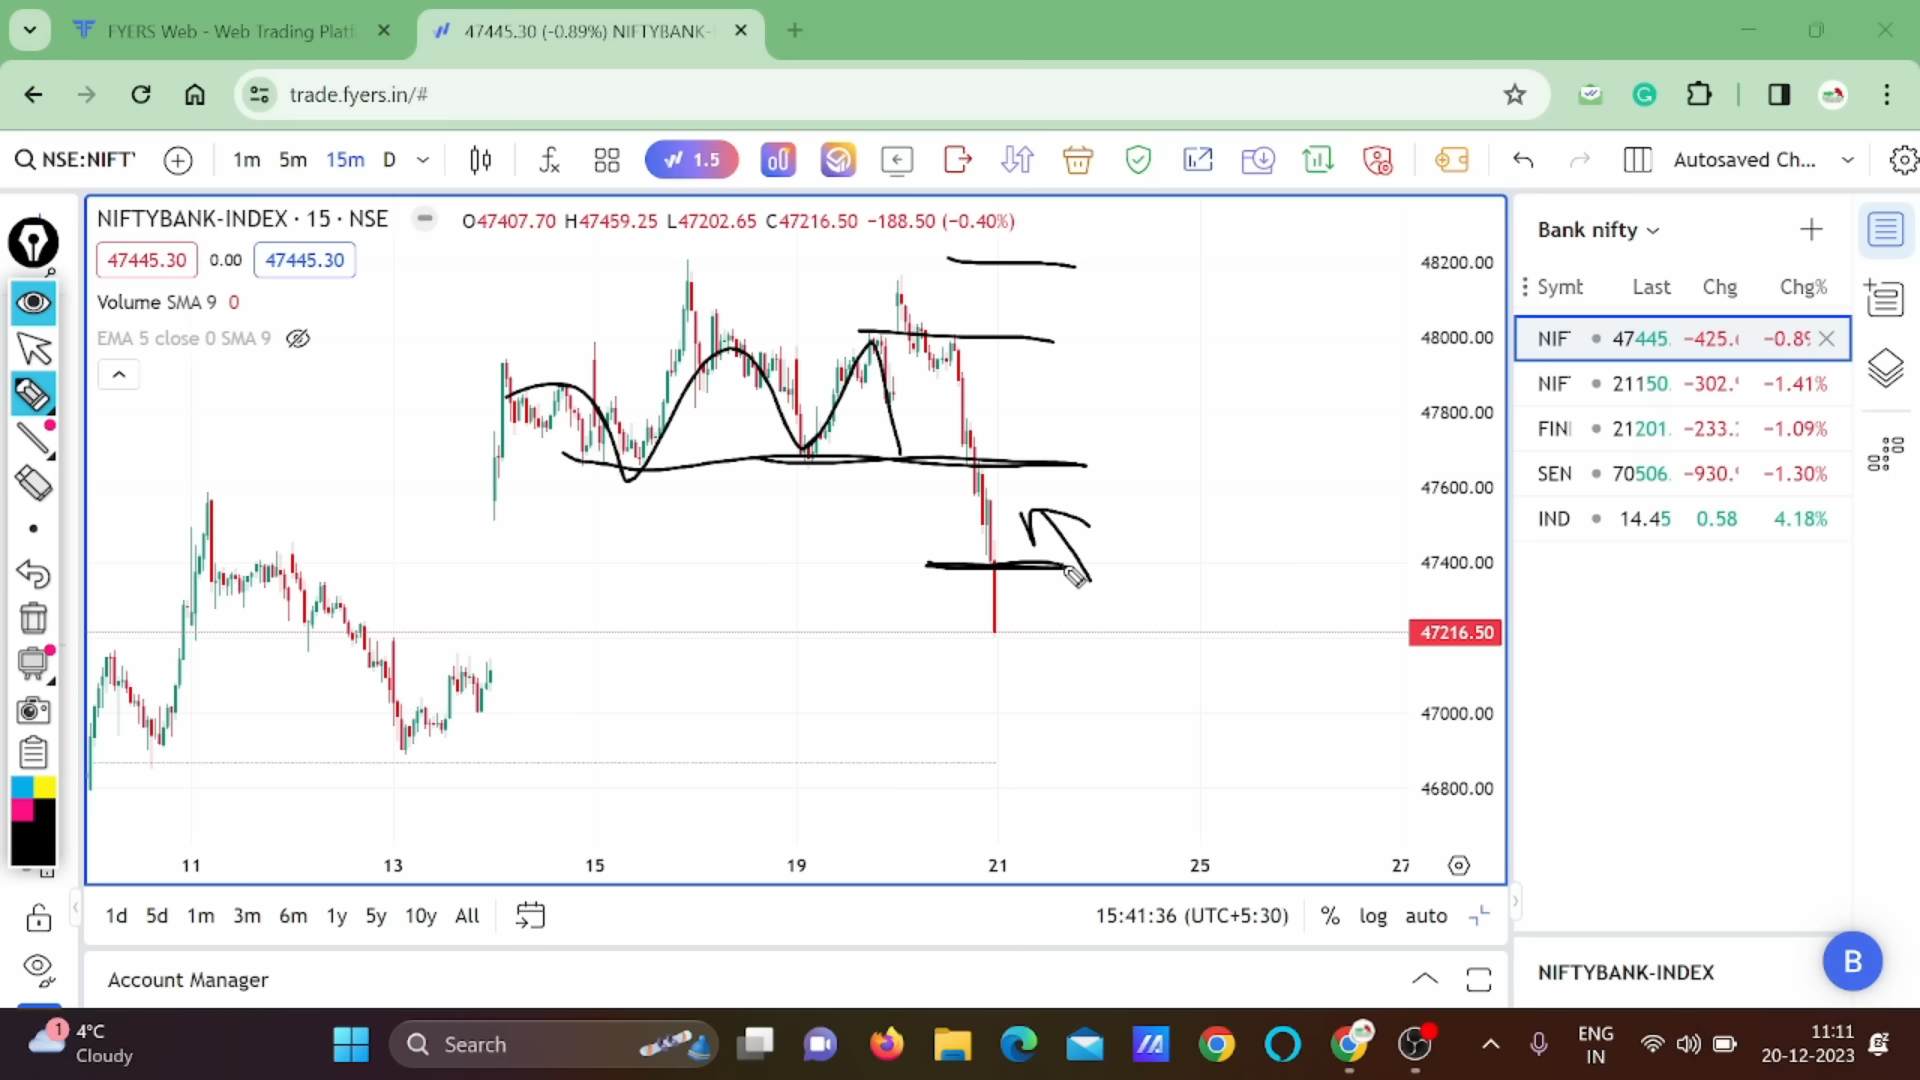 FYERS Web - Web Trading Platf
47445.30 (-0.89%) NIFTYBANK-
trade.fyers.in/#
NSE:NIFTY
1m 5m 15m D
1.5
Autosaved Ch...
NIFTYBANK-INDEX · 15 · NSE
O47407.70 H47459.25 L47202.65 C47216.50 −188.50 (−0.40%)
47445.30 0.00 47445.30
Volume SMA 9 0
EMA 5 close 0 SMA 9
48200.00
48000.00
47800.00
47600.00
47400.00
47216.50
47000.00
46800.00
11 13 15 19 21 25 27
1d 5d 1m 3m 6m 1y 5y 10y All
15:41:36 (UTC+5:30) % log auto
Account Manager
Bank nifty
Last Chg Chg%
NIF 47445. −425. −0.89
NIF 21150. −302. −1.41%
FIN 21201. −233. −1.09%
SEN 70506. −930. −1.30%
IND 14.45 0.58 4.18%
NIFTYBANK-INDEX
B
1
4°C
Cloudy
Search
ENG
IN
11:11
20-12-2023